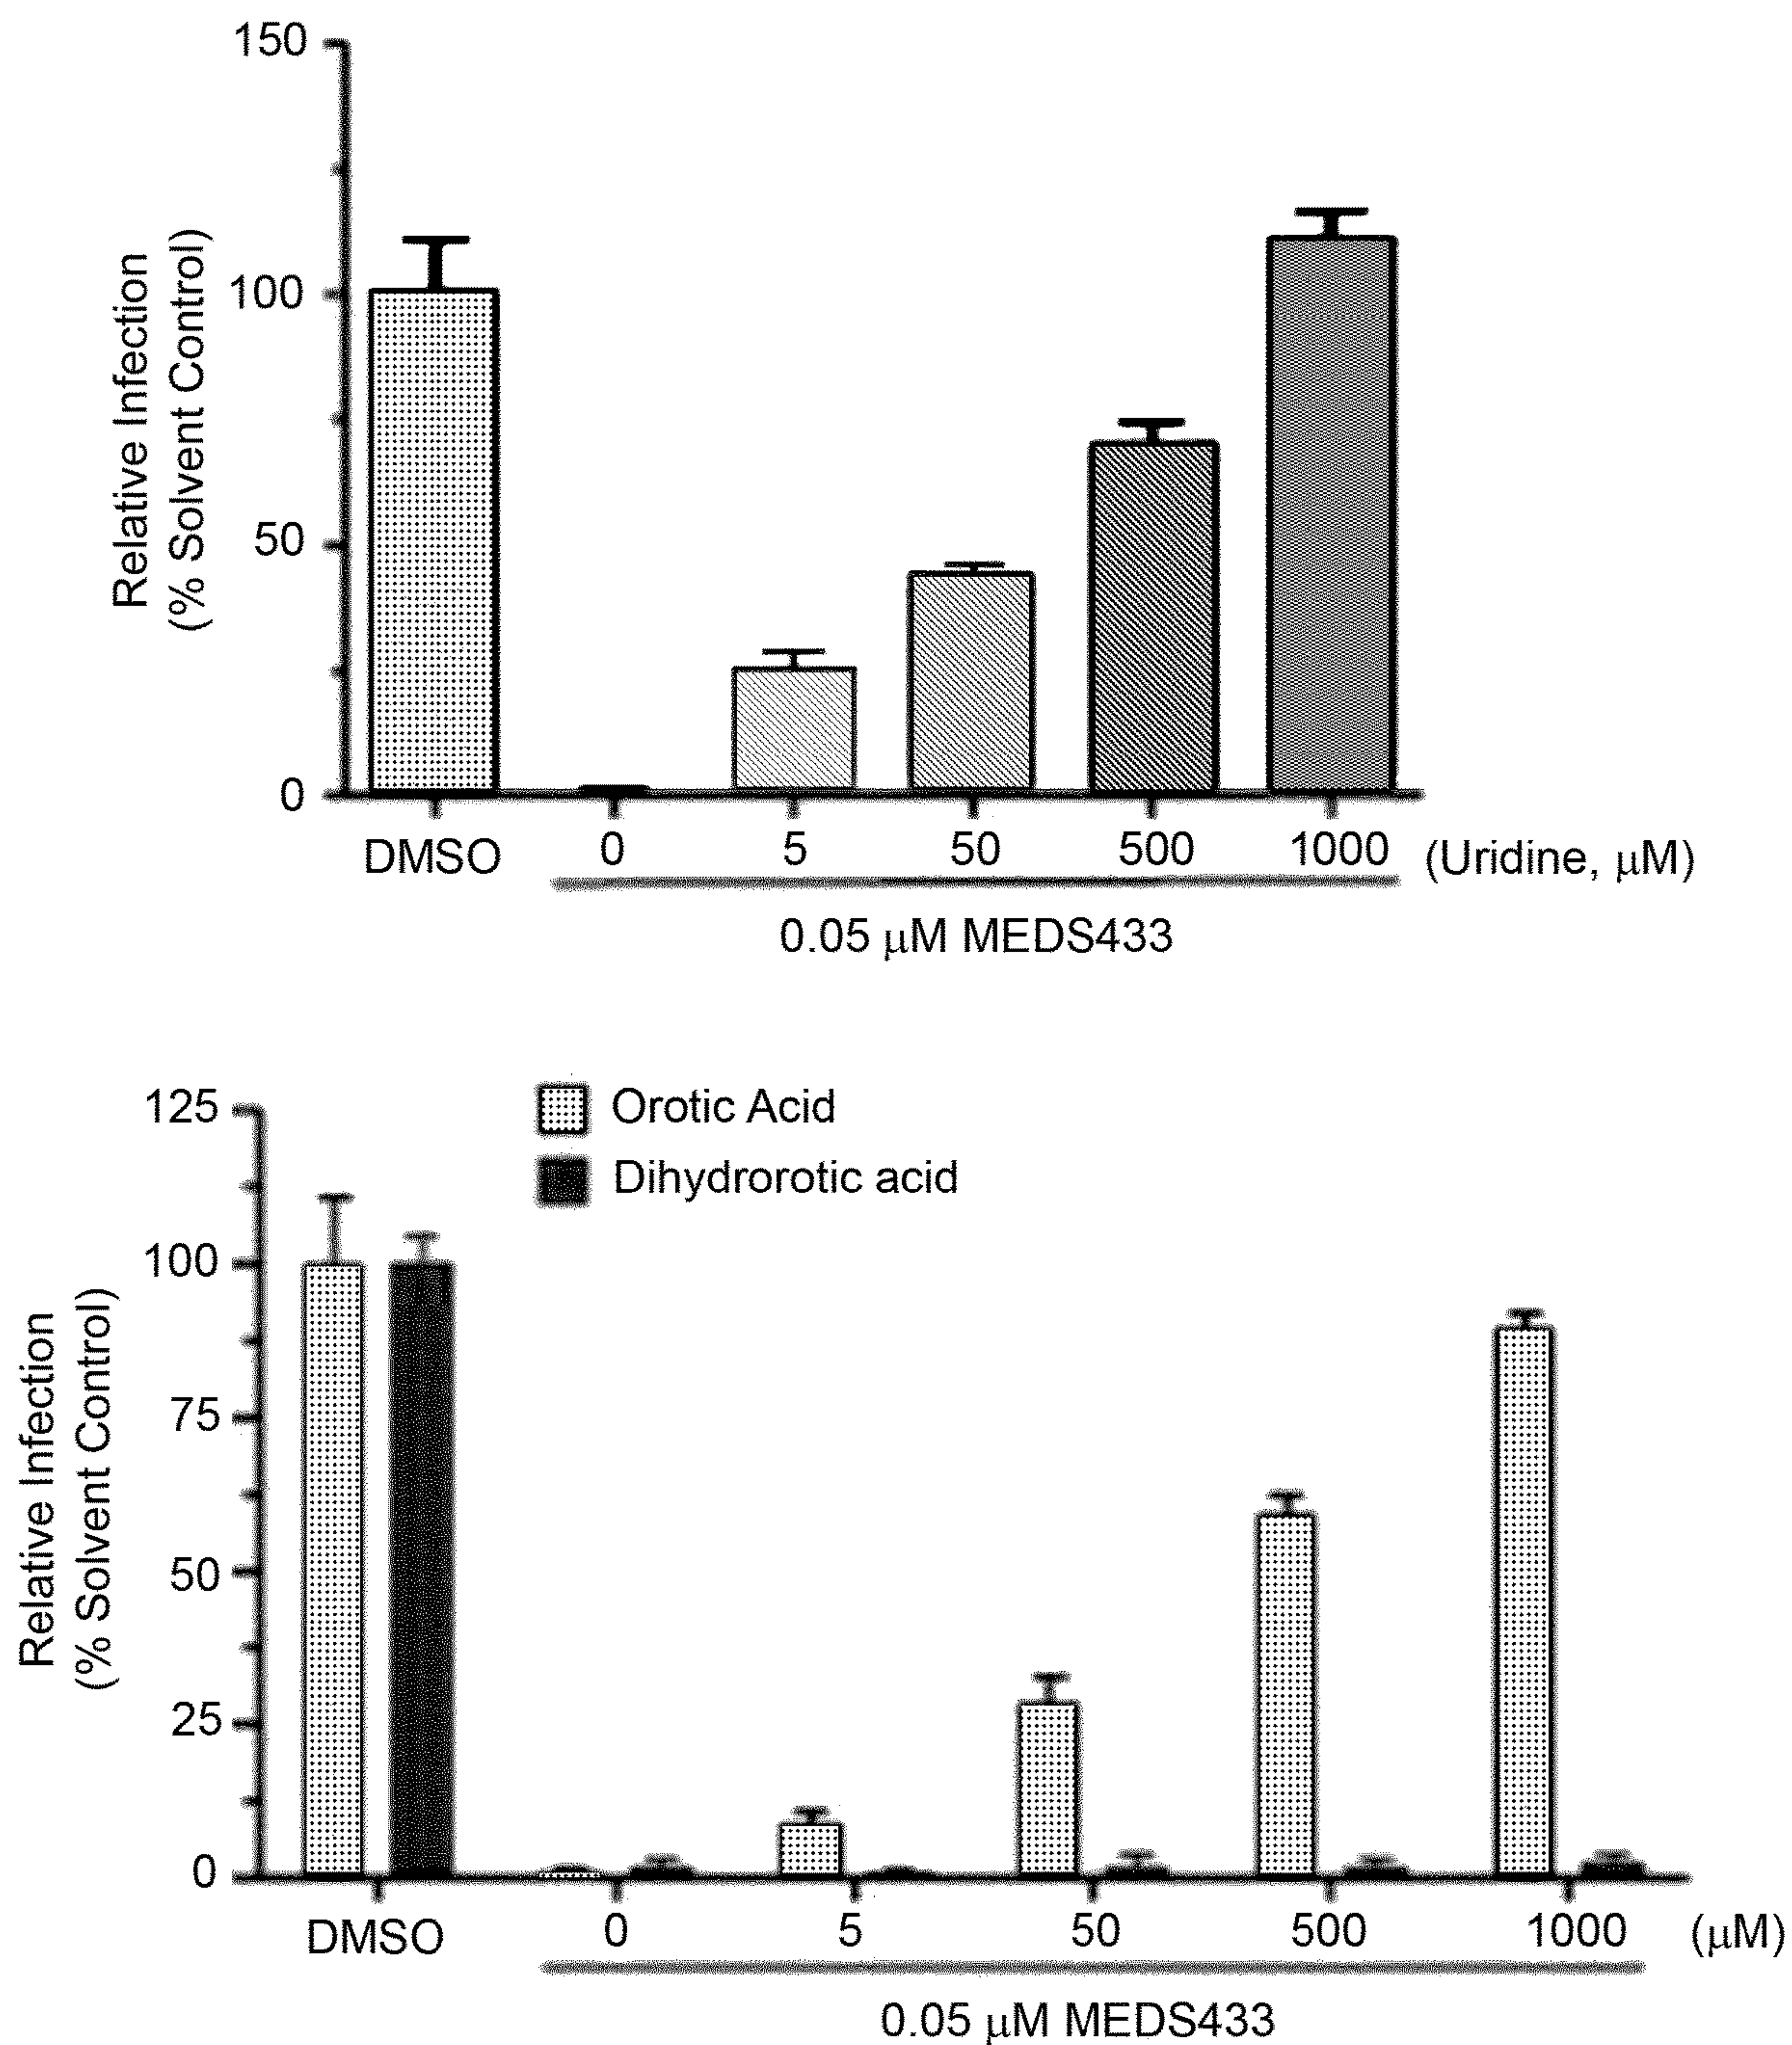 150
100
50
0
Relative Infection
(% Solvent Control)
DMSO 0 5 50 500 1000 (Uridine, μM)
0.05 μM MEDS433
Orotic Acid
Dihydrorotic acid
125
100
75
50
25
0
Relative Infection
(% Solvent Control)
DMSO 0 5 50 500 1000 (μM)
0.05 μM MEDS433